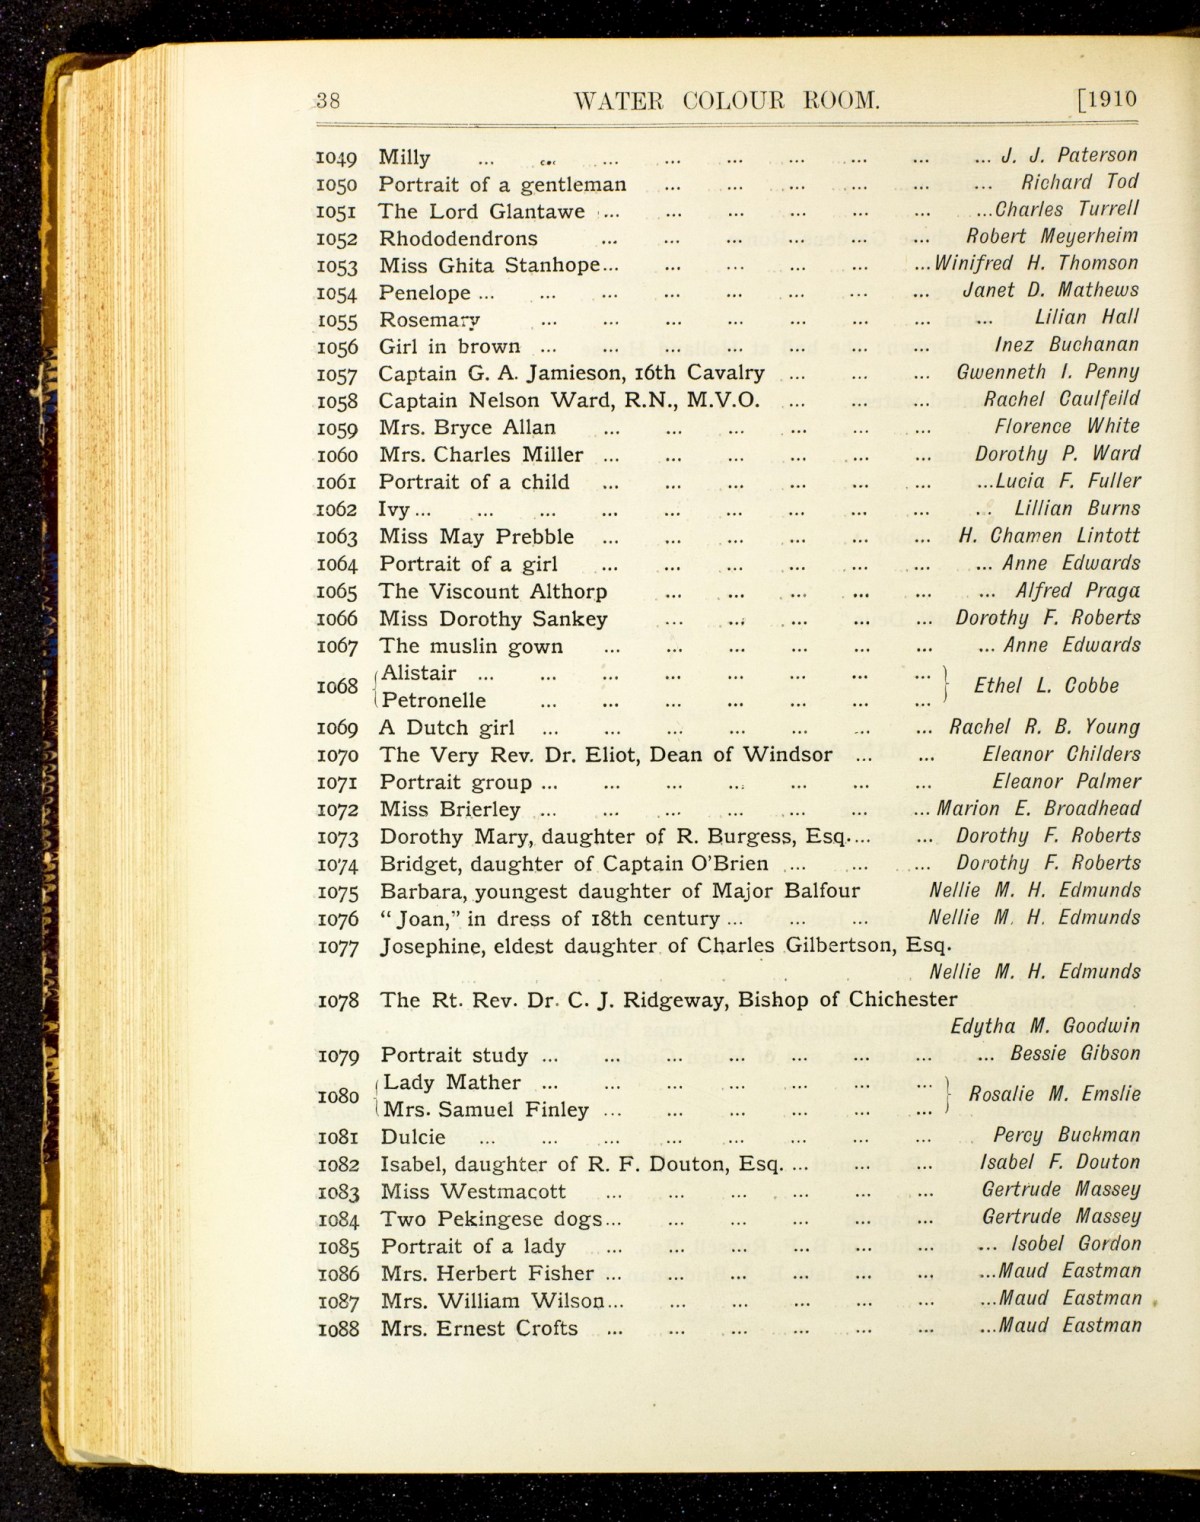 38 WATER COLOUR ROOM. [1910
1049 Milly ... ... ... ... ... ... ... ... ... J. J. Paterson
1050 Portrait of a gentleman ... ... ... ... ... ... Richard Tod
1051 The Lord Glantawe ... ... ... ... ... ... ...Charles Turrell
1052 Rhododendrons ... ... ... ... ... ... Robert Meyerheim
1053 Miss Ghita Stanhope... ... ... ... ... ...Winifred H. Thomson
1054 Penelope ... ... ... ... ... ... ... ... Janet D. Mathews
1055 Rosemary ... ... ... ... ... ... ... ... Lilian Hall
1056 Girl in brown ... ... ... ... ... ... ... Inez Buchanan
1057 Captain G. A. Jamieson, 16th Cavalry ... ... ... Gwenneth I. Penny
1058 Captain Nelson Ward, R.N., M.V.O. ... ... ... Rachel Caulfeild
1059 Mrs. Bryce Allan ... ... ... ... ... ... Florence White
1060 Mrs. Charles Miller ... ... ... ... ... ... Dorothy P. Ward
1061 Portrait of a child ... ... ... ... ... ... ...Lucia F. Fuller
1062 Ivy... ... ... ... ... ... ... ... ... ... Lillian Burns
1063 Miss May Prebble ... ... ... ... ... ... H. Chamen Lintott
1064 Portrait of a girl ... ... ... ... ... ... ... Anne Edwards
1065 The Viscount Althorp ... ... ... ... ... ... Alfred Praga
1066 Miss Dorothy Sankey ... ... ... ... ... Dorothy F. Roberts
1067 The muslin gown ... ... ... ... ... ... ... Anne Edwards
1068 { Alistair ... ... ... ... ... ... ... ... }
{ Petronelle ... ... ... ... ... ... ... } Ethel L. Cobbe
1069 A Dutch girl ... ... ... ... ... ... ... Rachel R. B. Young
1070 The Very Rev. Dr. Eliot, Dean of Windsor ... ... Eleanor Childers
1071 Portrait group ... ... ... ... ... ... ... Eleanor Palmer
1072 Miss Brierley ... ... ... ... ... ... ...Marion E. Broadhead
1073 Dorothy Mary, daughter of R. Burgess, Esq.... ... Dorothy F. Roberts
1074 Bridget, daughter of Captain O'Brien ... ... ... Dorothy F. Roberts
1075 Barbara, youngest daughter of Major Balfour Nellie M. H. Edmunds
1076 "Joan," in dress of 18th century ... ... ... Nellie M. H. Edmunds
1077 Josephine, eldest daughter of Charles Gilbertson, Esq.
Nellie M. H. Edmunds
1078 The Rt. Rev. Dr. C. J. Ridgeway, Bishop of Chichester
Edytha M. Goodwin
1079 Portrait study ... ... ... ... ... ... ... ... Bessie Gibson
1080 { Lady Mather ... ... ... ... ... ... ... }
{ Mrs. Samuel Finley ... ... ... ... ... ... } Rosalie M. Emslie
1081 Dulcie ... ... ... ... ... ... ... ... Percy Buckman
1082 Isabel, daughter of R. F. Douton, Esq. ... ... ... Isabel F. Douton
1083 Miss Westmacott ... ... ... ... ... ... Gertrude Massey
1084 Two Pekingese dogs... ... ... ... ... ... Gertrude Massey
1085 Portrait of a lady ... ... ... ... ... ... ... Isobel Gordon
1086 Mrs. Herbert Fisher ... ... ... ... ... ... ...Maud Eastman
1087 Mrs. William Wilson... ... ... ... ... ... ...Maud Eastman
1088 Mrs. Ernest Crofts ... ... ... ... ... ... ...Maud Eastman